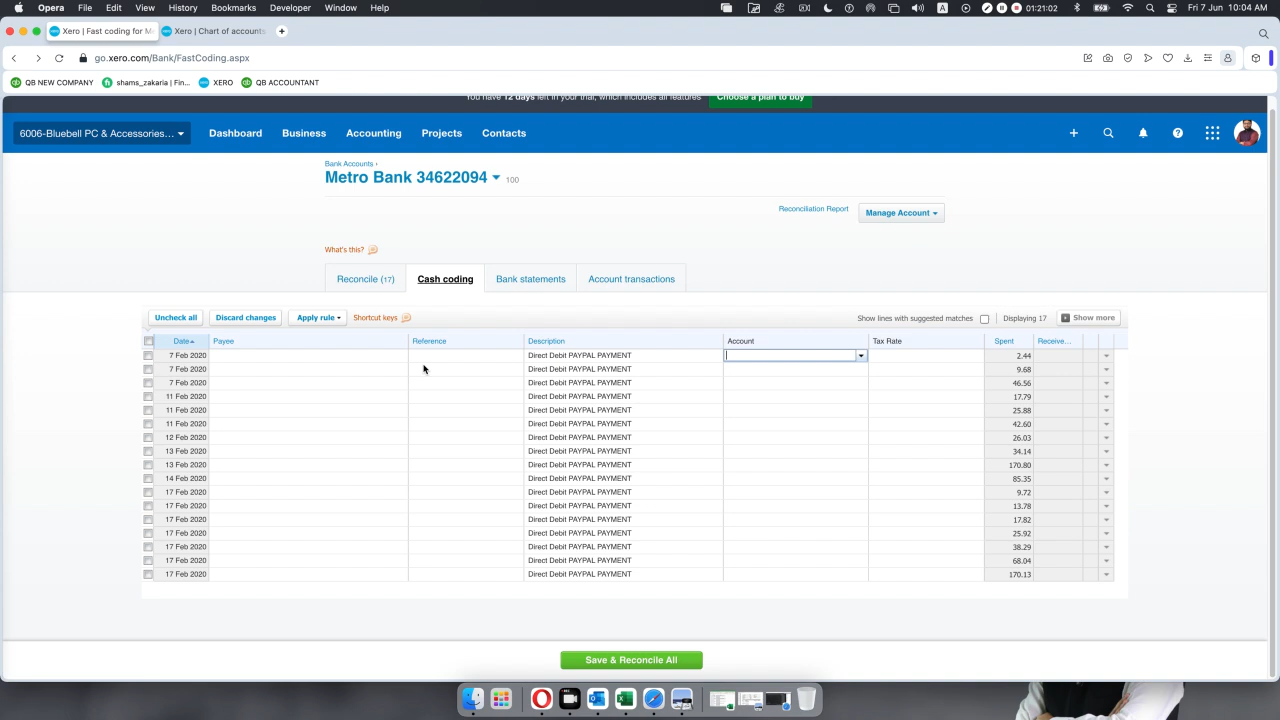 Opera File Edit View History Bookmarks Developer Window Help 0:21:02 Fri 7 Jun 10:04 AM
Xero | Fast coding for Me Xero | Chart of accounts
go.xero.com/Bank/FastCoding.aspx
QB NEW COMPANY shams_zakaria | Fin... XERO QB ACCOUNTANT
You have 12 days left in your trial, which includes all features Choose a plan to buy
6006-Bluebell PC & Accessories... Dashboard Business Accounting Projects Contacts
Bank Accounts ›
Metro Bank 34622094 100
Reconciliation Report Manage Account
What's this?
Reconcile (17) Cash coding Bank statements Account transactions
Uncheck all Discard changes Apply rule Shortcut keys Show lines with suggested matches Displaying 17 Show more
Date Payee Reference Description Account Tax Rate Spent Receive...
7 Feb 2020 Direct Debit PAYPAL PAYMENT 2.44
7 Feb 2020 Direct Debit PAYPAL PAYMENT 9.68
7 Feb 2020 Direct Debit PAYPAL PAYMENT 46.56
11 Feb 2020 Direct Debit PAYPAL PAYMENT 17.79
11 Feb 2020 Direct Debit PAYPAL PAYMENT 25.88
11 Feb 2020 Direct Debit PAYPAL PAYMENT 42.60
12 Feb 2020 Direct Debit PAYPAL PAYMENT 26.03
13 Feb 2020 Direct Debit PAYPAL PAYMENT 34.14
13 Feb 2020 Direct Debit PAYPAL PAYMENT 170.80
14 Feb 2020 Direct Debit PAYPAL PAYMENT 85.35
17 Feb 2020 Direct Debit PAYPAL PAYMENT 9.72
17 Feb 2020 Direct Debit PAYPAL PAYMENT 13.78
17 Feb 2020 Direct Debit PAYPAL PAYMENT 17.82
17 Feb 2020 Direct Debit PAYPAL PAYMENT 25.92
17 Feb 2020 Direct Debit PAYPAL PAYMENT 38.29
17 Feb 2020 Direct Debit PAYPAL PAYMENT 68.04
17 Feb 2020 Direct Debit PAYPAL PAYMENT 170.13
Save & Reconcile All